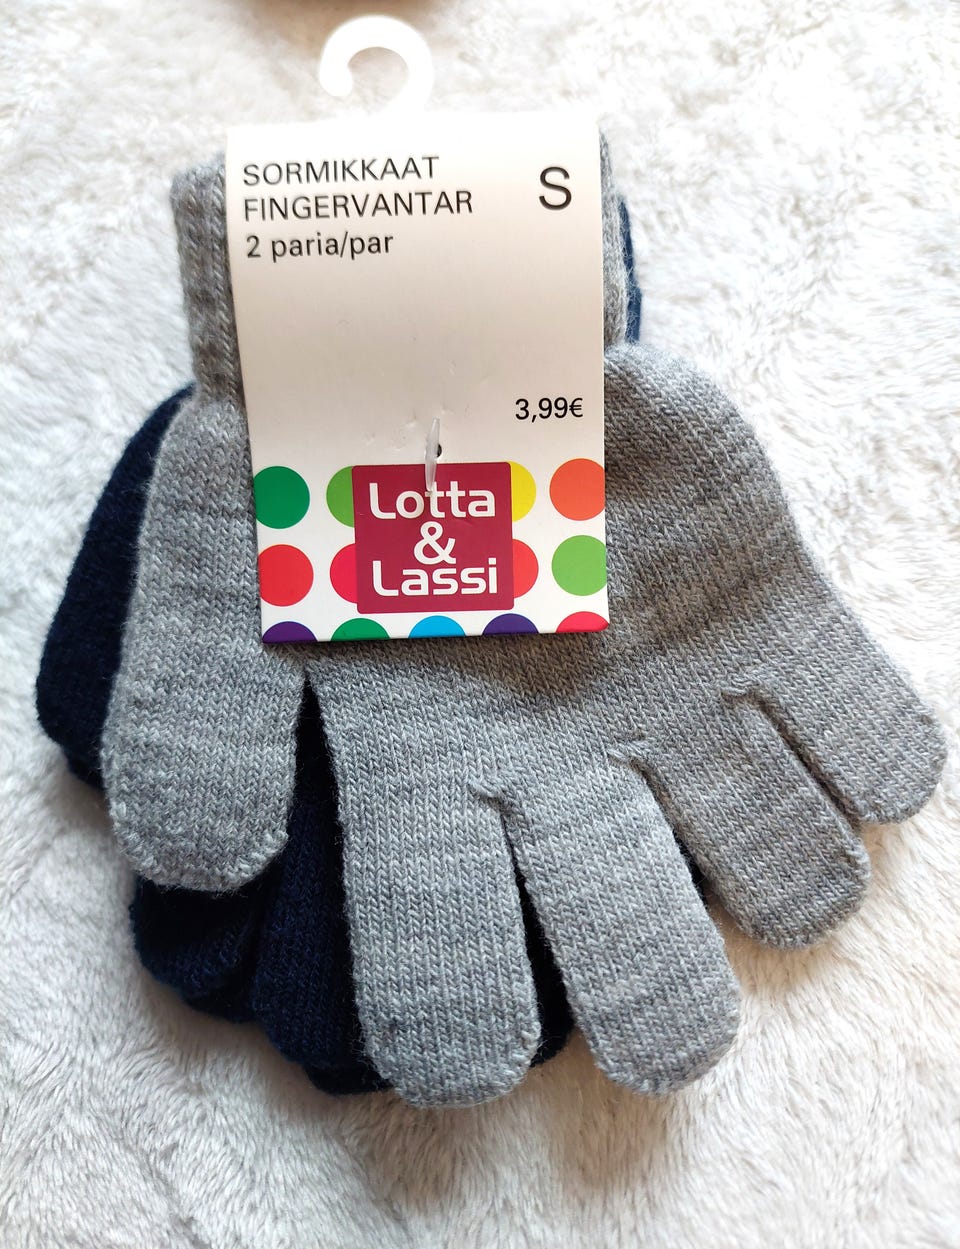 SORMIKKAAT
FINGERVANTAR
2 paria/par
S
3,99€
Lotta
&
Lassi